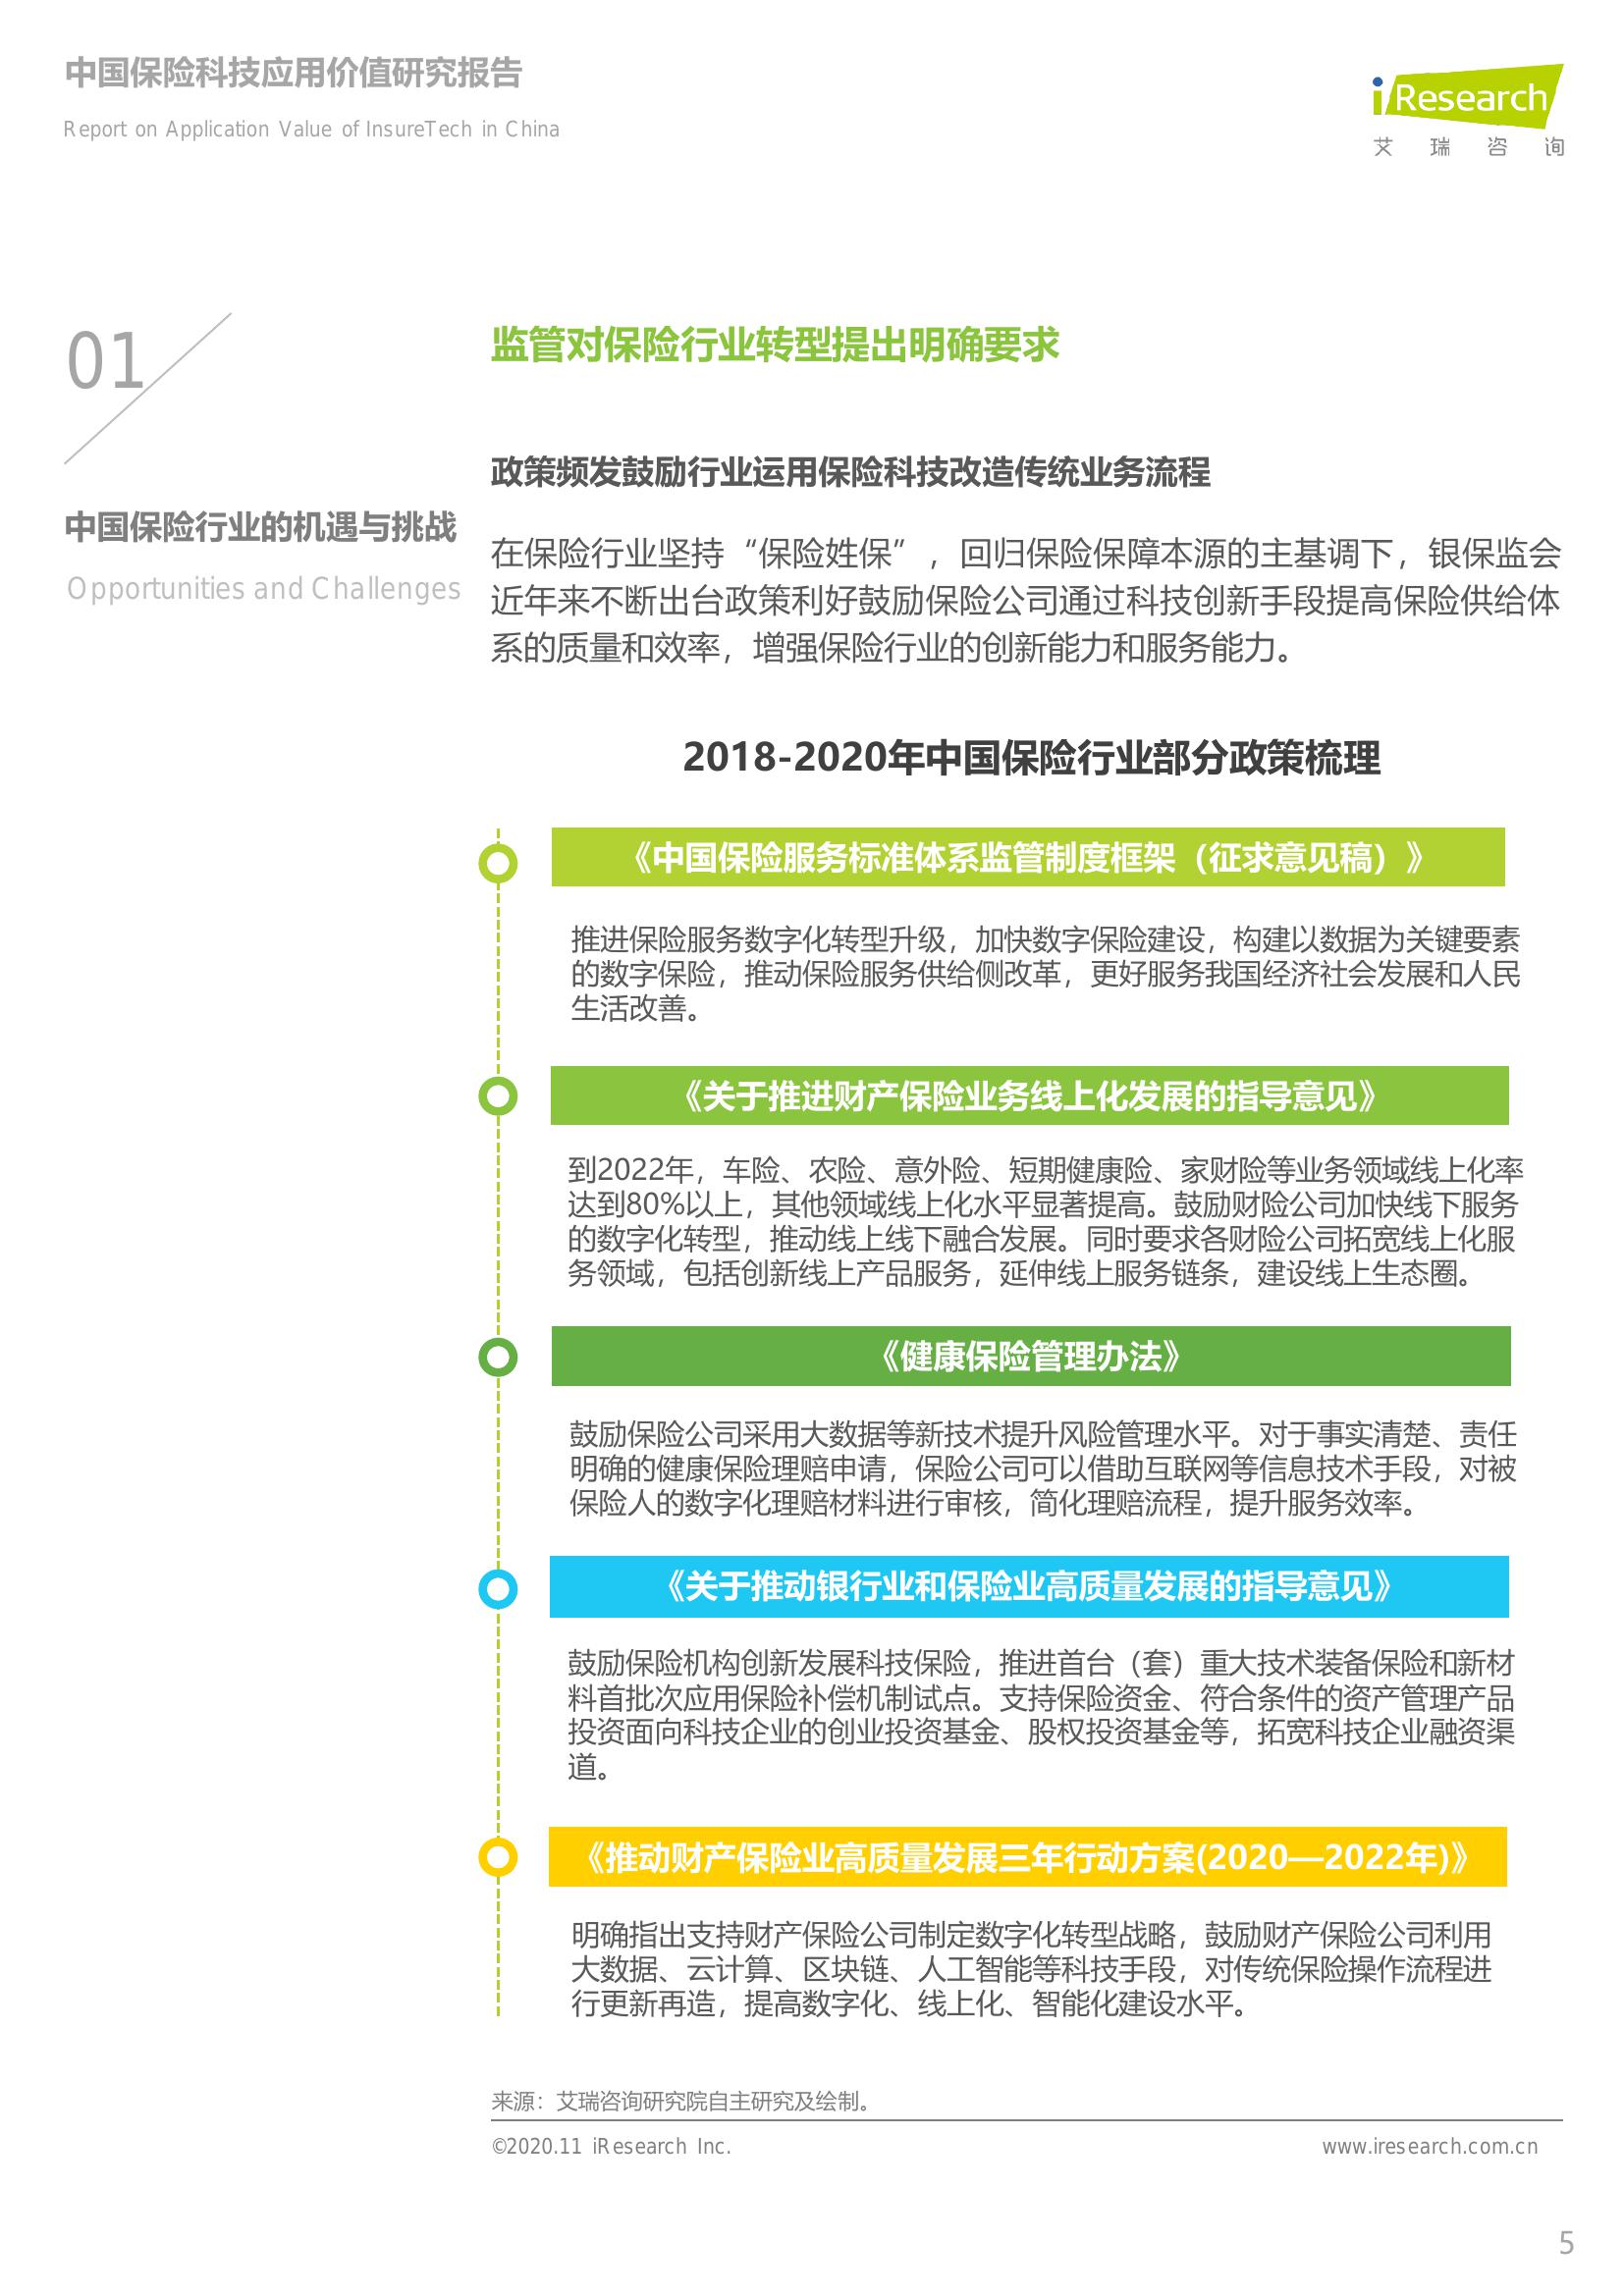 中国保险科技应用价值研究报告
Report on Application Value of InsureTech in China
iResearch
艾瑞咨询
01
中国保险行业的机遇与挑战
Opportunities and Challenges
监管对保险行业转型提出明确要求
政策频发鼓励行业运用保险科技改造传统业务流程
在保险行业坚持“保险姓保”，回归保险保障本源的主基调下，银保监会
近年来不断出台政策利好鼓励保险公司通过科技创新手段提高保险供给体
系的质量和效率，增强保险行业的创新能力和服务能力。
2018-2020年中国保险行业部分政策梳理
《中国保险服务标准体系监管制度框架（征求意见稿）》
推进保险服务数字化转型升级，加快数字保险建设，构建以数据为关键要素
的数字保险，推动保险服务供给侧改革，更好服务我国经济社会发展和人民
生活改善。
《关于推进财产保险业务线上化发展的指导意见》
到2022年，车险、农险、意外险、短期健康险、家财险等业务领域线上化率
达到80%以上，其他领域线上化水平显著提高。鼓励财险公司加快线下服务
的数字化转型，推动线上线下融合发展。同时要求各财险公司拓宽线上化服
务领域，包括创新线上产品服务，延伸线上服务链条，建设线上生态圈。
《健康保险管理办法》
鼓励保险公司采用大数据等新技术提升风险管理水平。对于事实清楚、责任
明确的健康保险理赔申请，保险公司可以借助互联网等信息技术手段，对被
保险人的数字化理赔材料进行审核，简化理赔流程，提升服务效率。
《关于推动银行业和保险业高质量发展的指导意见》
鼓励保险机构创新发展科技保险，推进首台（套）重大技术装备保险和新材
料首批次应用保险补偿机制试点。支持保险资金、符合条件的资产管理产品
投资面向科技企业的创业投资基金、股权投资基金等，拓宽科技企业融资渠
道。
《推动财产保险业高质量发展三年行动方案(2020—2022年)》
明确指出支持财产保险公司制定数字化转型战略，鼓励财产保险公司利用
大数据、云计算、区块链、人工智能等科技手段，对传统保险操作流程进
行更新再造，提高数字化、线上化、智能化建设水平。
来源：艾瑞咨询研究院自主研究及绘制。
©2020.11 iResearch Inc.
www.iresearch.com.cn
5